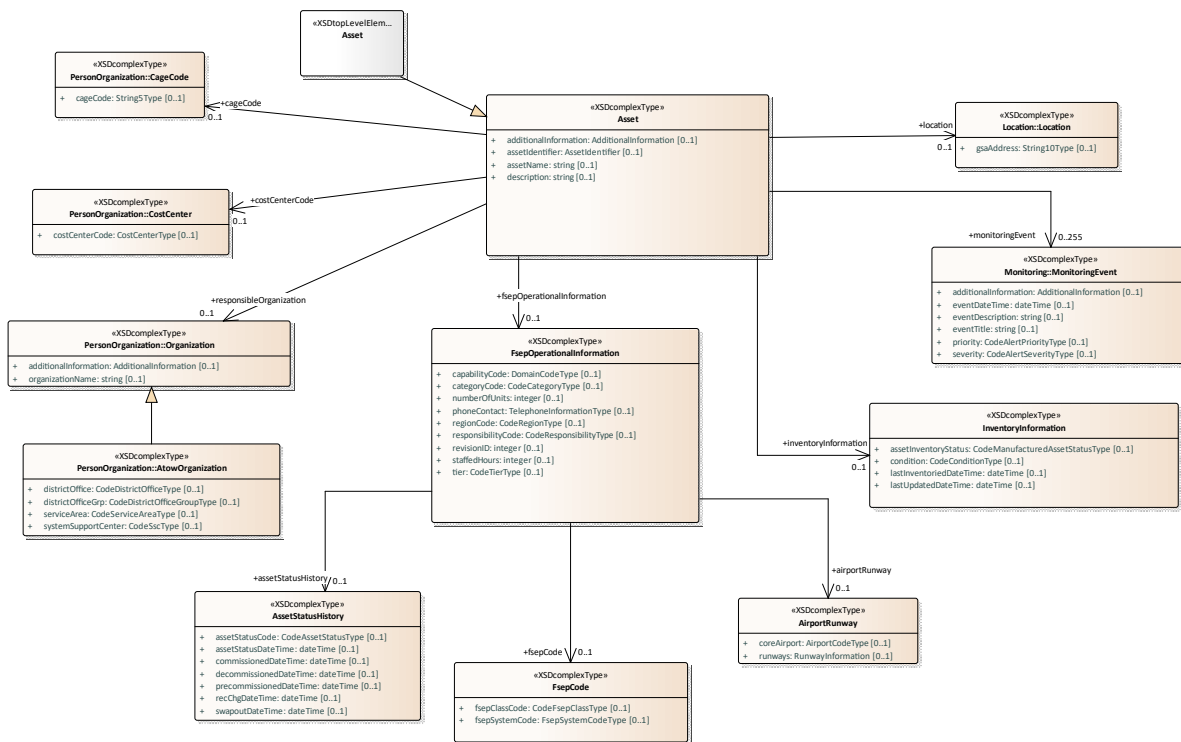 «XSDtopLevelElem...
Asset
«XSDcomplexType»
PersonOrganization::CageCode
+ cageCode: String5Type [0..1]
+cageCode
0..1
«XSDcomplexType»
Asset
+ additionalInformation: AdditionalInformation [0..1]
+ assetIdentifier: AssetIdentifier [0..1]
+ assetName: string [0..1]
+ description: string [0..1]
+location
0..1
«XSDcomplexType»
Location::Location
+ gsaAddress: String10Type [0..1]
«XSDcomplexType»
PersonOrganization::CostCenter
+ costCenterCode: CostCenterType [0..1]
+costCenterCode
0..1
+monitoringEvent
0..255
«XSDcomplexType»
Monitoring::MonitoringEvent
+ additionalInformation: AdditionalInformation [0..1]
+ eventDateTime: dateTime [0..1]
+ eventDescription: string [0..1]
+ eventTitle: string [0..1]
+ priority: CodeAlertPriorityType [0..1]
+ severity: CodeAlertSeverityType [0..1]
+responsibleOrganization
0..1
«XSDcomplexType»
PersonOrganization::Organization
+ additionalInformation: AdditionalInformation [0..1]
+ organizationName: string [0..1]
+fsepOperationalInformation
0..1
«XSDcomplexType»
FsepOperationalInformation
+ capabilityCode: DomainCodeType [0..1]
+ categoryCode: CodeCategoryType [0..1]
+ numberOfUnits: integer [0..1]
+ phoneContact: TelephoneInformationType [0..1]
+ regionCode: CodeRegionType [0..1]
+ responsibilityCode: CodeResponsibilityType [0..1]
+ revisionID: integer [0..1]
+ staffedHours: integer [0..1]
+ tier: CodeTierType [0..1]
+inventoryInformation
0..1
«XSDcomplexType»
InventoryInformation
+ assetInventoryStatus: CodeManufacturedAssetStatusType [0..1]
+ condition: CodeConditionType [0..1]
+ lastInventoriedDateTime: dateTime [0..1]
+ lastUpdatedDateTime: dateTime [0..1]
«XSDcomplexType»
PersonOrganization::AtowOrganization
+ districtOffice: CodeDistrictOfficeType [0..1]
+ districtOfficeGrp: CodeDistrictOfficeGroupType [0..1]
+ serviceArea: CodeServiceAreaType [0..1]
+ systemSupportCenter: CodeSscType [0..1]
+assetStatusHistory
0..1
«XSDcomplexType»
AssetStatusHistory
+ assetStatusCode: CodeAssetStatusType [0..1]
+ assetStatusDateTime: dateTime [0..1]
+ commissionedDateTime: dateTime [0..1]
+ decommissionedDateTime: dateTime [0..1]
+ precommissionedDateTime: dateTime [0..1]
+ recChgDateTime: dateTime [0..1]
+ swapoutDateTime: dateTime [0..1]
+fsepCode
0..1
«XSDcomplexType»
FsepCode
+ fsepClassCode: CodeFsepClassType [0..1]
+ fsepSystemCode: FsepSystemCodeType [0..1]
+airportRunway
0..1
«XSDcomplexType»
AirportRunway
+ coreAirport: AirportCodeType [0..1]
+ runways: RunwayInformation [0..1]